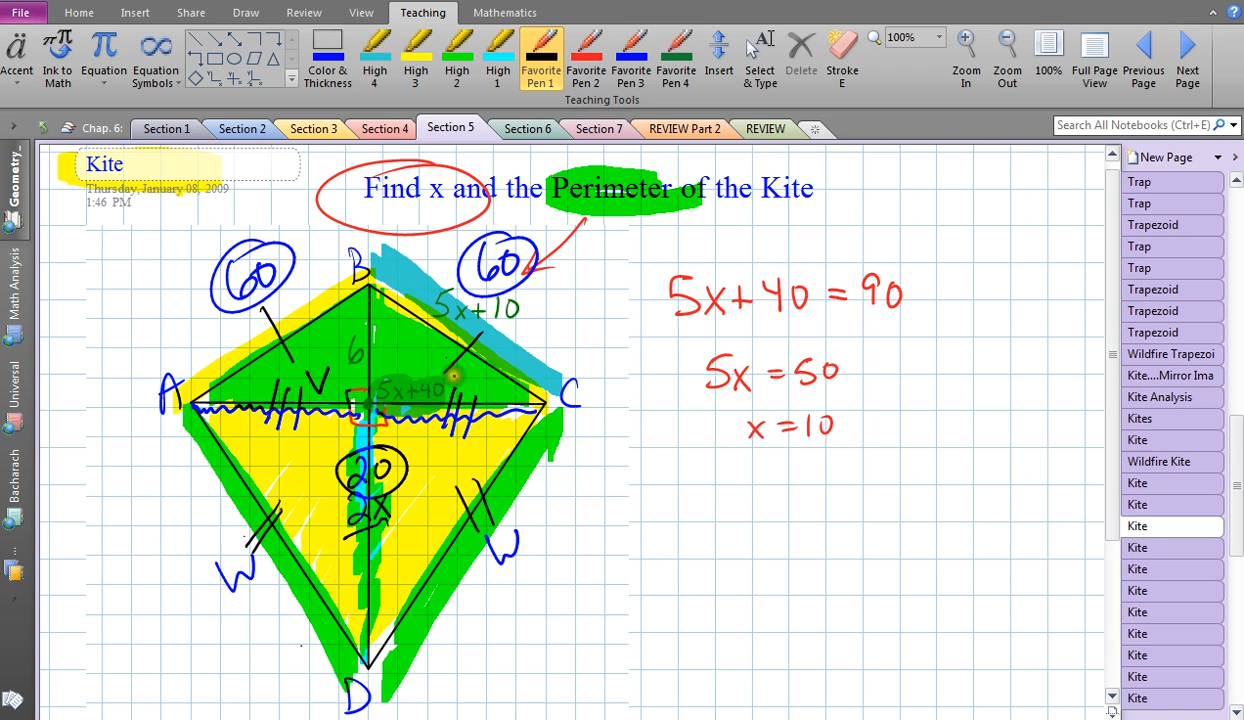 File
Home
Insert
Share
Draw
Review
View
Teaching
Mathematics
Accent
Ink to Math
Equation
Equation Symbols
Color & Thickness
High 4
High 3
High 2
High 1
Favorite Pen 1
Favorite Pen 2
Favorite Pen 3
Favorite Pen 4
Insert
Select & Type
Delete
Stroke E
100%
Zoom In
Zoom Out
100%
Full Page View
Previous Page
Next Page
Teaching Tools
Chap. 6:
Section 1
Section 2
Section 3
Section 4
Section 5
Section 6
Section 7
REVIEW Part 2
REVIEW
Search All Notebooks (Ctrl+E)
Geometry_
Math Analysis
Universal
Bacharach
Kite
Thursday, January 08, 2009
1:46 PM
Find x and the Perimeter of the Kite
60
B
60
5x+10
6
A
V
5x+40
C
20
2x
W
W
D
5x+40=90
5x=50
x=10
New Page
Trap
Trap
Trapezoid
Trap
Trap
Trapezoid
Trapezoid
Trapezoid
Wildfire Trapezoi
Kite....Mirror Ima
Kite Analysis
Kites
Kite
Wildfire Kite
Kite
Kite
Kite
Kite
Kite
Kite
Kite
Kite
Kite
Kite
Kite